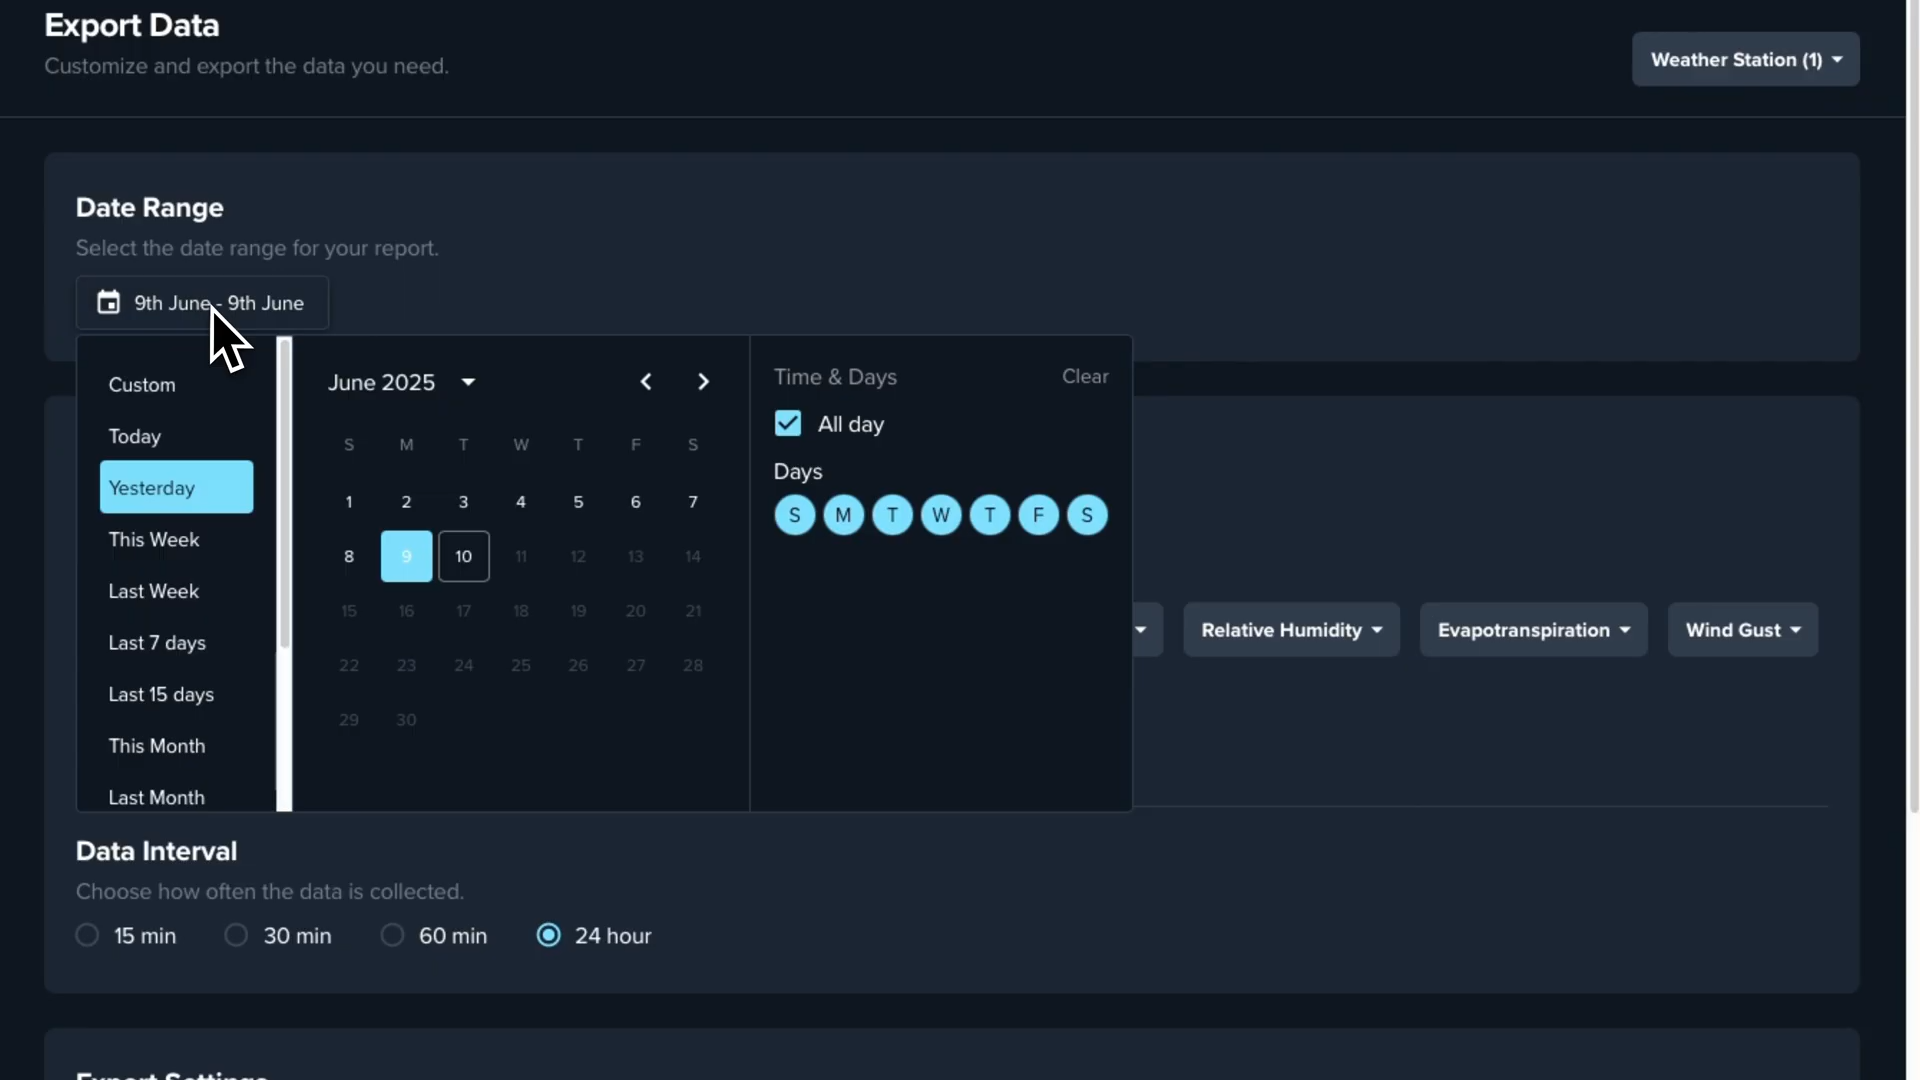 Export Data
Customize and export the data you need.
Weather Station (1)
Date Range
Select the date range for your report.
9th June - 9th June
Custom
Today
Yesterday
This Week
Last Week
Last 7 days
Last 15 days
This Month
Last Month
June 2025
S M T W T F S
1 2 3 4 5 6 7
8 9 10 11 12 13 14
15 16 17 18 19 20 21
22 23 24 25 26 27 28
29 30
Time & Days
Clear
All day
Days
S M T W T F S
Relative Humidity
Evapotranspiration
Wind Gust
Data Interval
Choose how often the data is collected.
15 min 30 min 60 min 24 hour
Export Settings